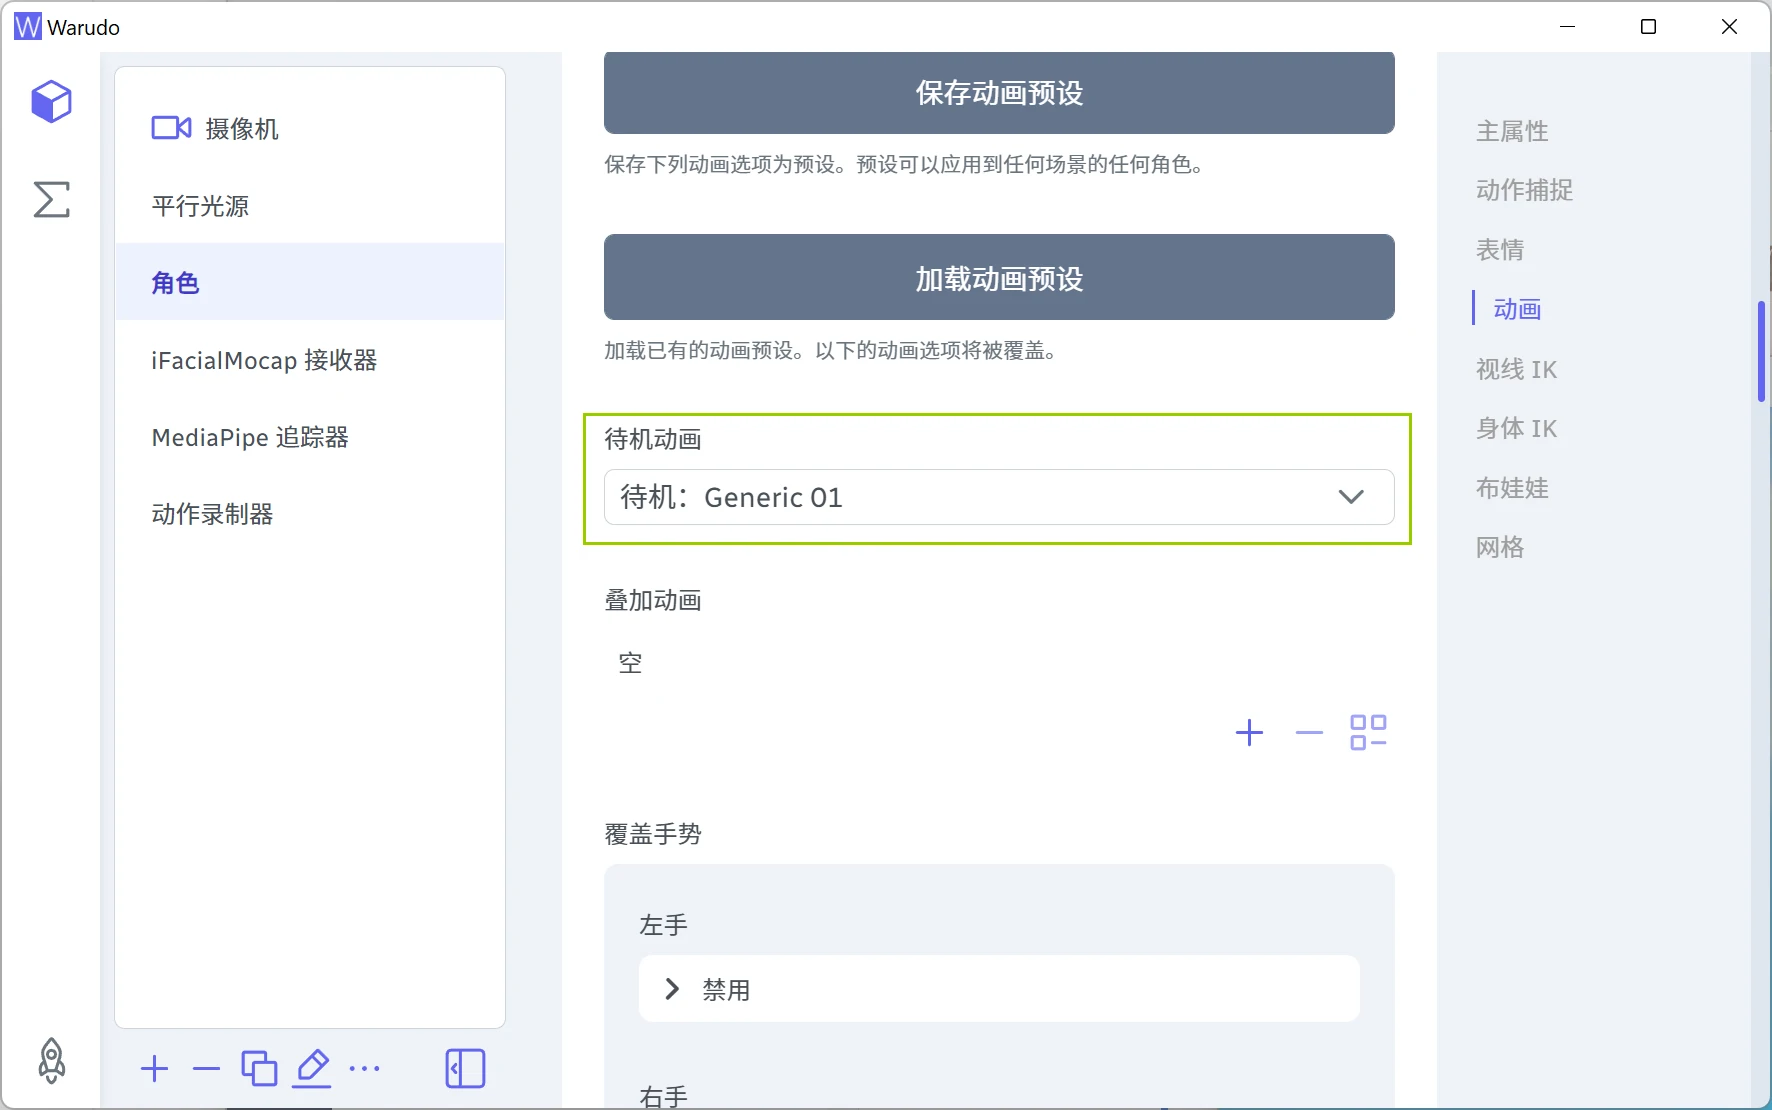 Warudo
摄像机
平行光源
角色
iFacialMocap 接收器
MediaPipe 追踪器
动作录制器
保存动画预设
保存下列动画选项为预设。预设可以应用到任何场景的任何角色。
加载动画预设
加载已有的动画预设。以下的动画选项将被覆盖。
待机动画
待机：Generic 01
叠加动画
空
覆盖手势
左手
禁用
右手
主属性
动作捕捉
表情
动画
视线 IK
身体 IK
布娃娃
网格